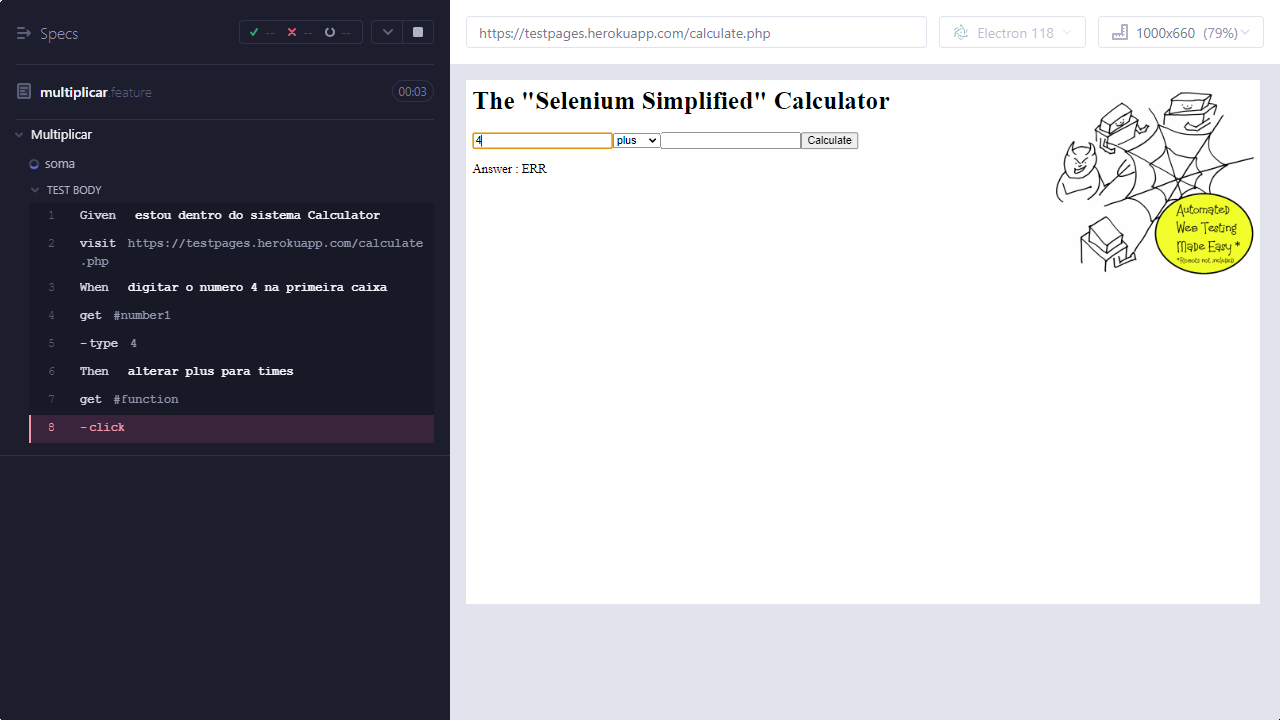 Specs
--
--
--
multiplicar.feature
00:03
Multiplicar
soma
TEST BODY
1 Given estou dentro do sistema Calculator
2 visit https://testpages.herokuapp.com/calculate
.php
3 When digitar o numero 4 na primeira caixa
4 get #number1
5 -type 4
6 Then alterar plus para times
7 get #function
8 -click
https://testpages.herokuapp.com/calculate.php
Electron 118
1000x660 (79%)
The "Selenium Simplified" Calculator
4
plus
Calculate
Answer : ERR
Automated
Web Testing
Made Easy *
*Robots not included